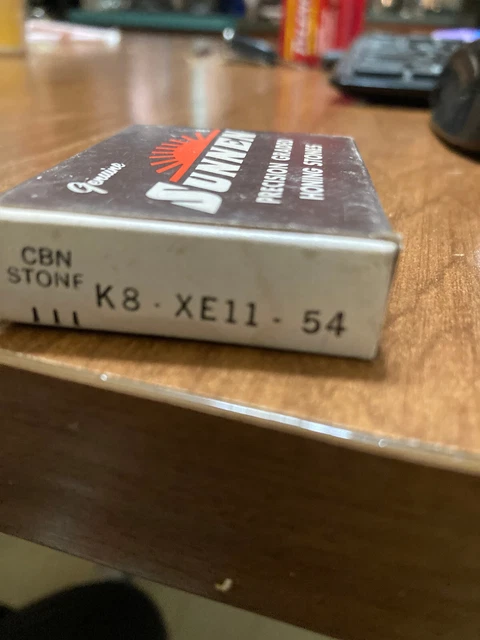 Genuine
SUNNEN
PRECISION GRADED
HONING STONES
CBN
STONE
K8 - XE11 - 54